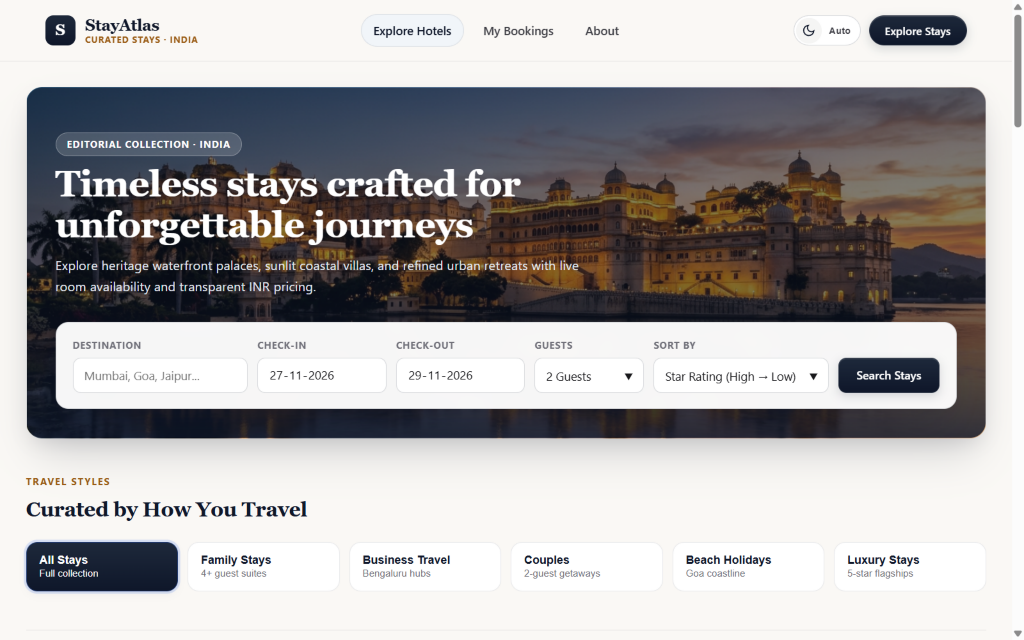 S
StayAtlas
CURATED STAYS · INDIA
Explore Hotels
My Bookings
About
Auto
Explore Stays
EDITORIAL COLLECTION · INDIA
Timeless stays crafted for
unforgettable journeys
Explore heritage waterfront palaces, sunlit coastal villas, and refined urban retreats with live
room availability and transparent INR pricing.
DESTINATION
CHECK-IN
CHECK-OUT
GUESTS
SORT BY
Mumbai, Goa, Jaipur...
27-11-2026
29-11-2026
2 Guests
Star Rating (High → Low)
Search Stays
TRAVEL STYLES
Curated by How You Travel
All Stays
Full collection
Family Stays
4+ guest suites
Business Travel
Bengaluru hubs
Couples
2-guest getaways
Beach Holidays
Goa coastline
Luxury Stays
5-star flagships